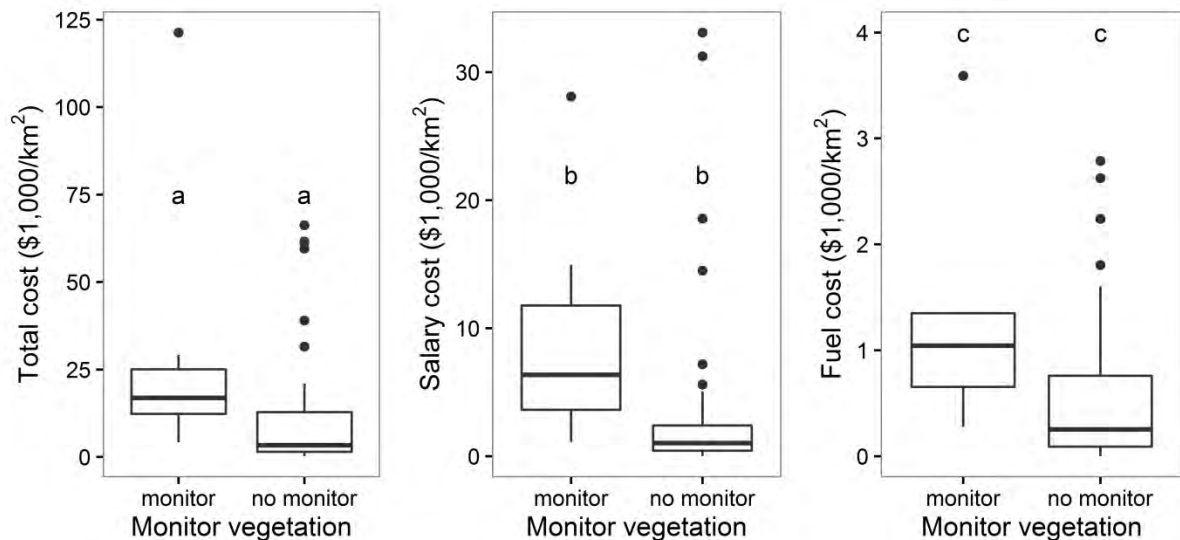 Total cost ($1,000/km²)
125
100
75
50
25
0
a
a
monitor
no monitor
Monitor vegetation
Salary cost ($1,000/km²)
30
20
10
0
b
b
monitor
no monitor
Monitor vegetation
Fuel cost ($1,000/km²)
4
3
2
1
0
c
c
monitor
no monitor
Monitor vegetation